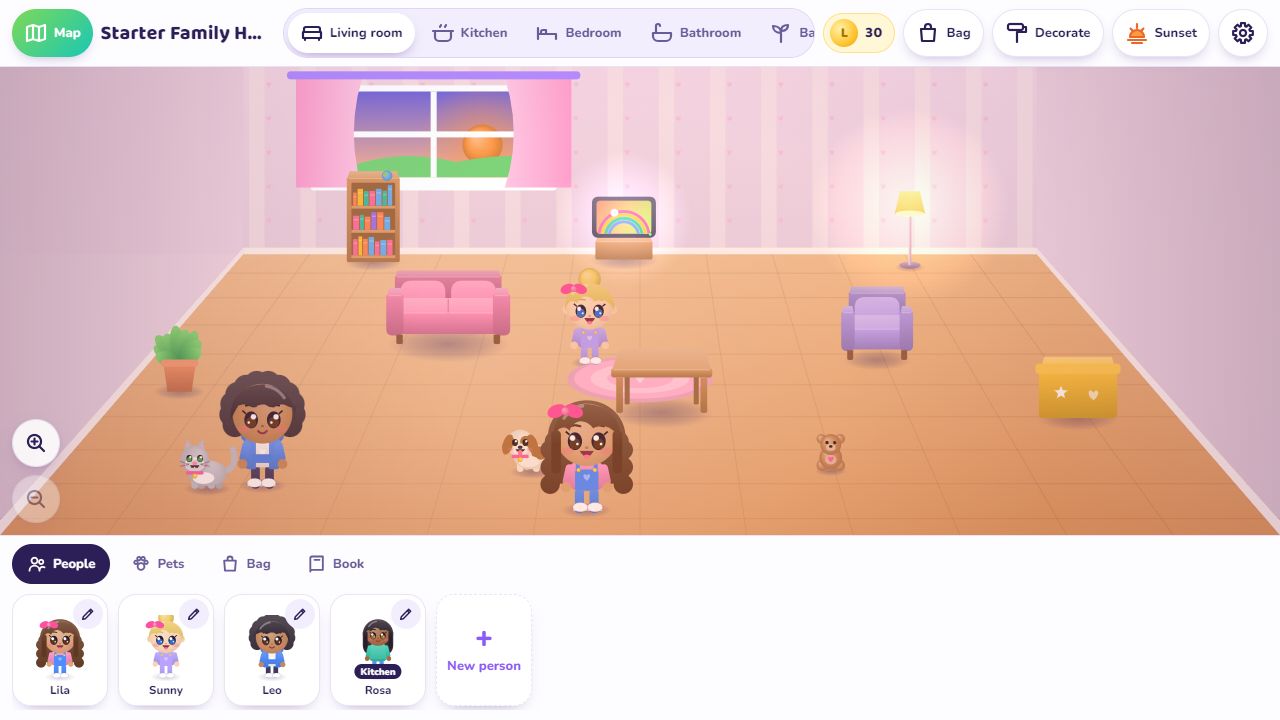 Map
Starter Family H...
Living room
Kitchen
Bedroom
Bathroom
Ba
L 30
Bag
Decorate
Sunset
People
Pets
Bag
Book
Kitchen
Lila
Sunny
Leo
Rosa
New person